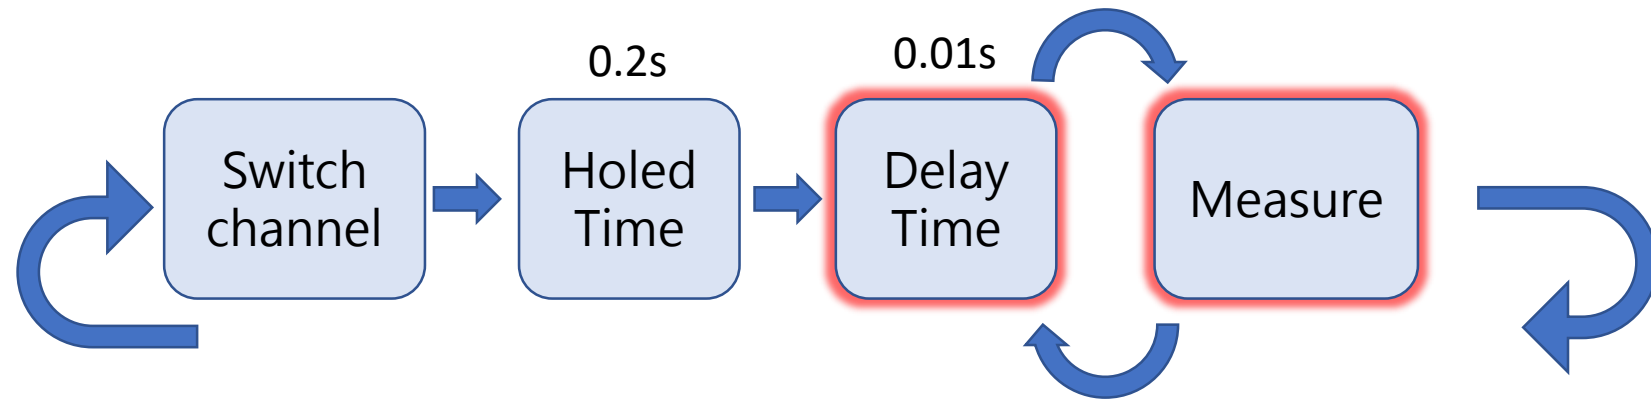 0.2s
0.01s
Switch
channel
Holed
Time
Delay
Time
Measure